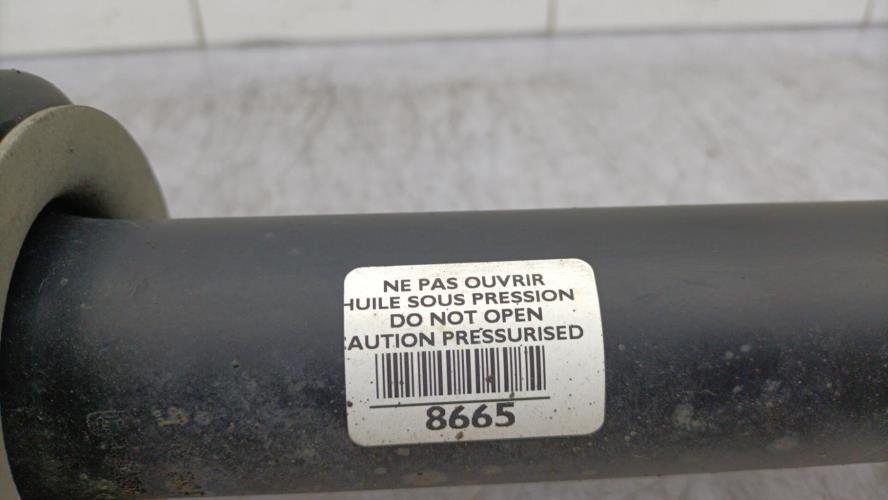 NE PAS OUVRIR
HUILE SOUS PRESSION
DO NOT OPEN
CAUTION PRESSURISED
8665